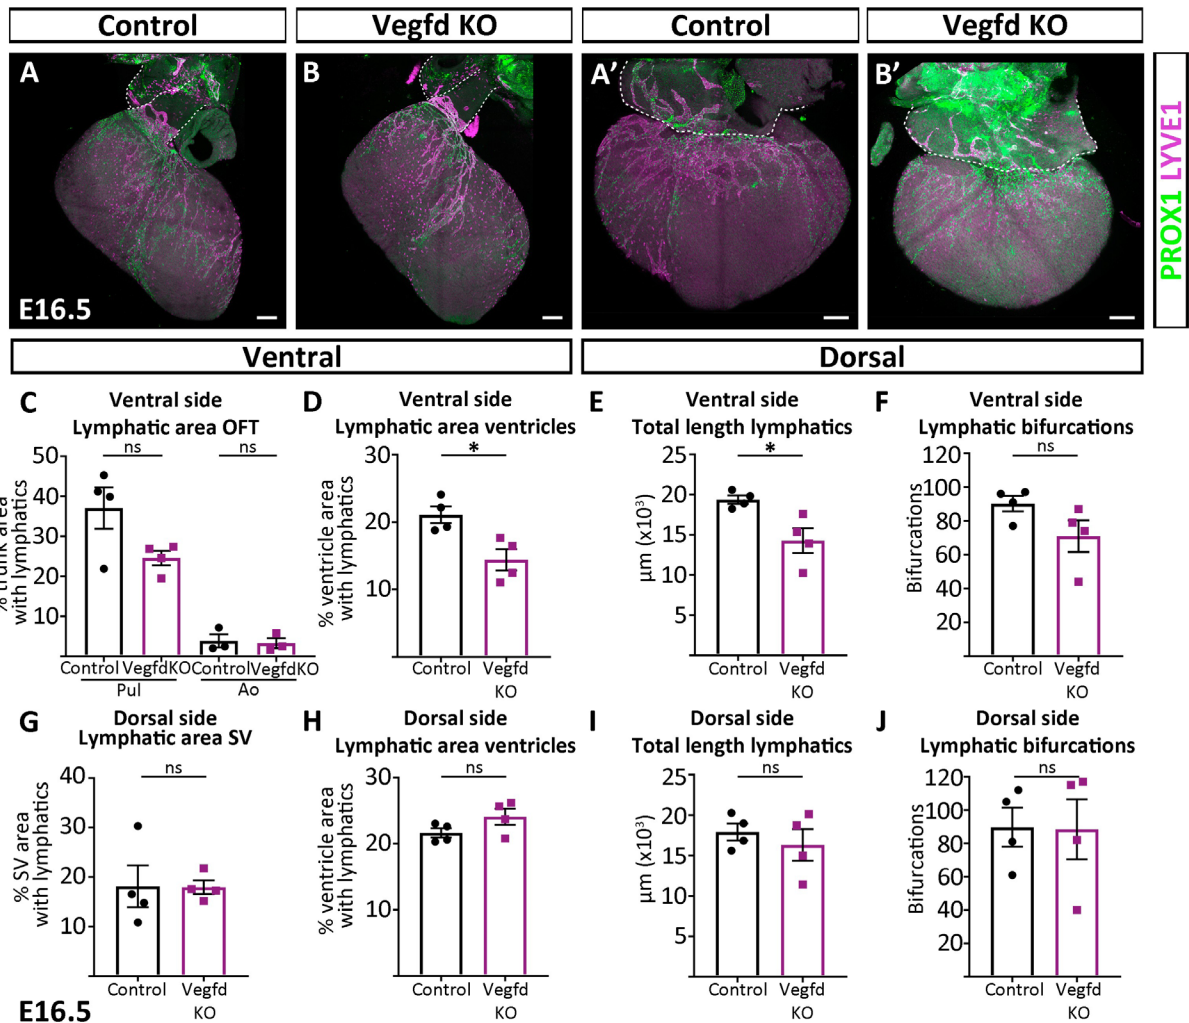 Control
Vegfd KO
Control
Vegfd KO
A
B
A'
B'
E16.5
PROX1 LYVE1
Ventral
Dorsal
C
Ventral side
Lymphatic area OFT
ns
ns
50
40
30
20
10
% trunk area
with lymphatics
Control VegfdKO Control VegfdKO
Pul
Ao
D
Ventral side
Lymphatic area ventricles
*
30
20
10
% ventricle area
with lymphatics
Control
Vegfd
KO
E
Ventral side
Total length lymphatics
*
25
20
15
10
5
µm (x10³)
Control
Vegfd
KO
F
Ventral side
Lymphatic bifurcations
ns
120
100
80
60
40
20
Bifurcations
Control
Vegfd
KO
G
Dorsal side
Lymphatic area SV
ns
40
30
20
10
% SV area
with lymphatics
Control
Vegfd
KO
H
Dorsal side
Lymphatic area ventricles
ns
30
20
10
% ventricle area
with lymphatics
Control
Vegfd
KO
I
Dorsal side
Total length lymphatics
ns
25
20
15
10
5
µm (x10³)
Control
Vegfd
KO
J
Dorsal side
Lymphatic bifurcations
ns
120
100
80
60
40
20
Bifurcations
Control
Vegfd
KO
E16.5